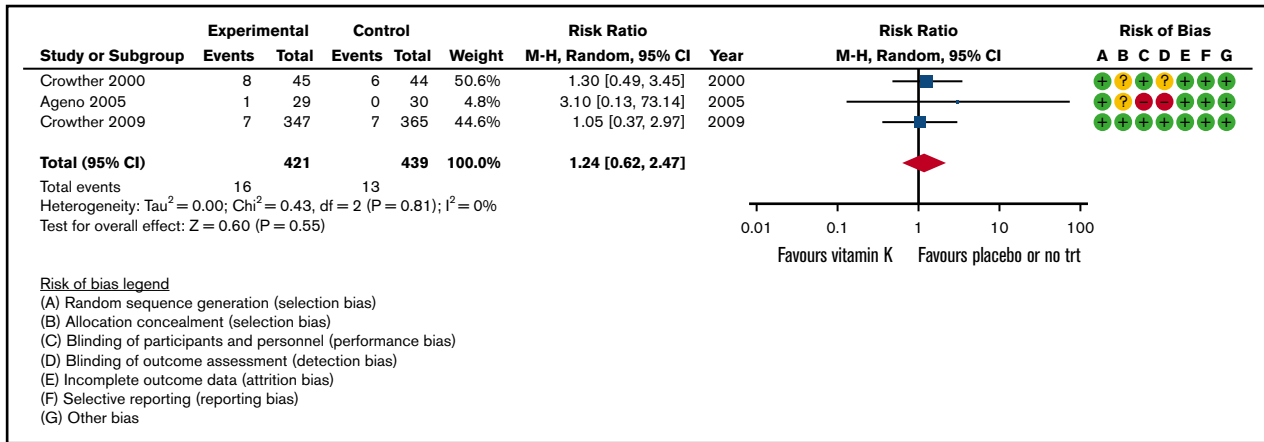 Experimental Control Risk Ratio Risk Ratio Risk of Bias
Study or Subgroup Events Total Events Total Weight M-H, Random, 95% CI Year M-H, Random, 95% CI A B C D E F G
Crowther 2000 8 45 6 44 50.6% 1.30 [0.49, 3.45] 2000 + ? + ? + + +
Ageno 2005 1 29 0 30 4.8% 3.10 [0.13, 73.14] 2005 + ? − − + + +
Crowther 2009 7 347 7 365 44.6% 1.05 [0.37, 2.97] 2009 + + + + + + +
Total (95% CI) 421 439 100.0% 1.24 [0.62, 2.47]
Total events 16 13
Heterogeneity: Tau² = 0.00; Chi² = 0.43, df = 2 (P = 0.81); I² = 0%
Test for overall effect: Z = 0.60 (P = 0.55)
0.01 0.1 1 10 100
Favours vitamin K Favours placebo or no trt
Risk of bias legend
(A) Random sequence generation (selection bias)
(B) Allocation concealment (selection bias)
(C) Blinding of participants and personnel (performance bias)
(D) Blinding of outcome assessment (detection bias)
(E) Incomplete outcome data (attrition bias)
(F) Selective reporting (reporting bias)
(G) Other bias